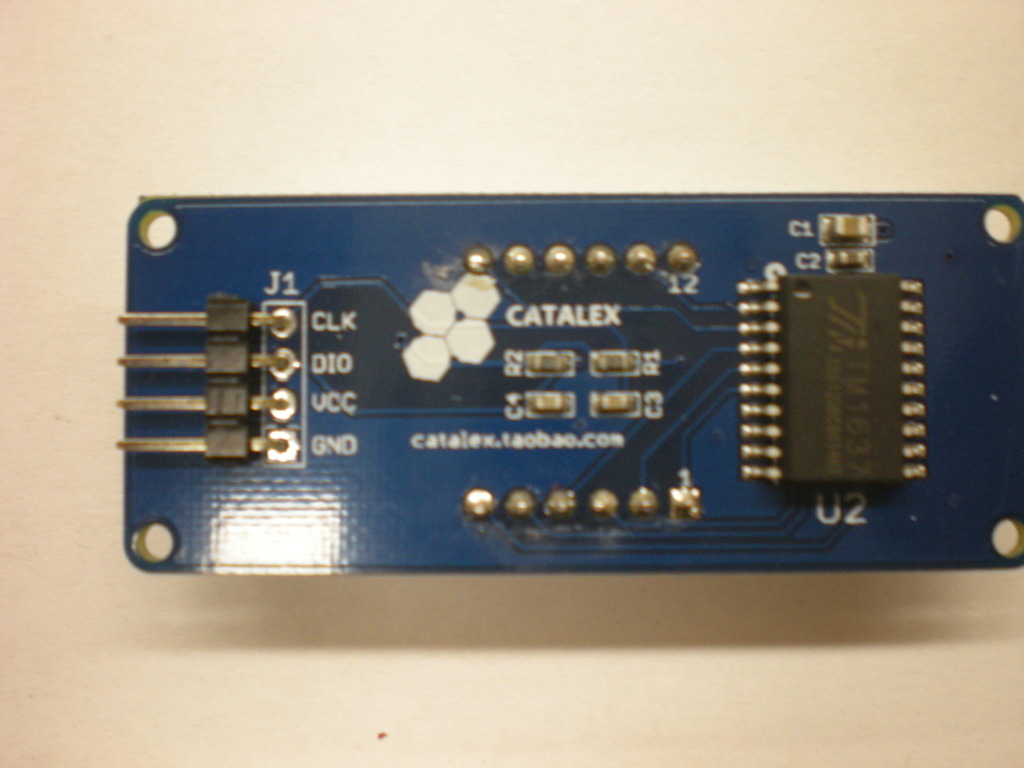 C1
C2
J1
12
CLK
CATALEX
DIO
R2
R1
VCC
C4
C3
catalex.taobao.com
GND
TM1637
1
U2